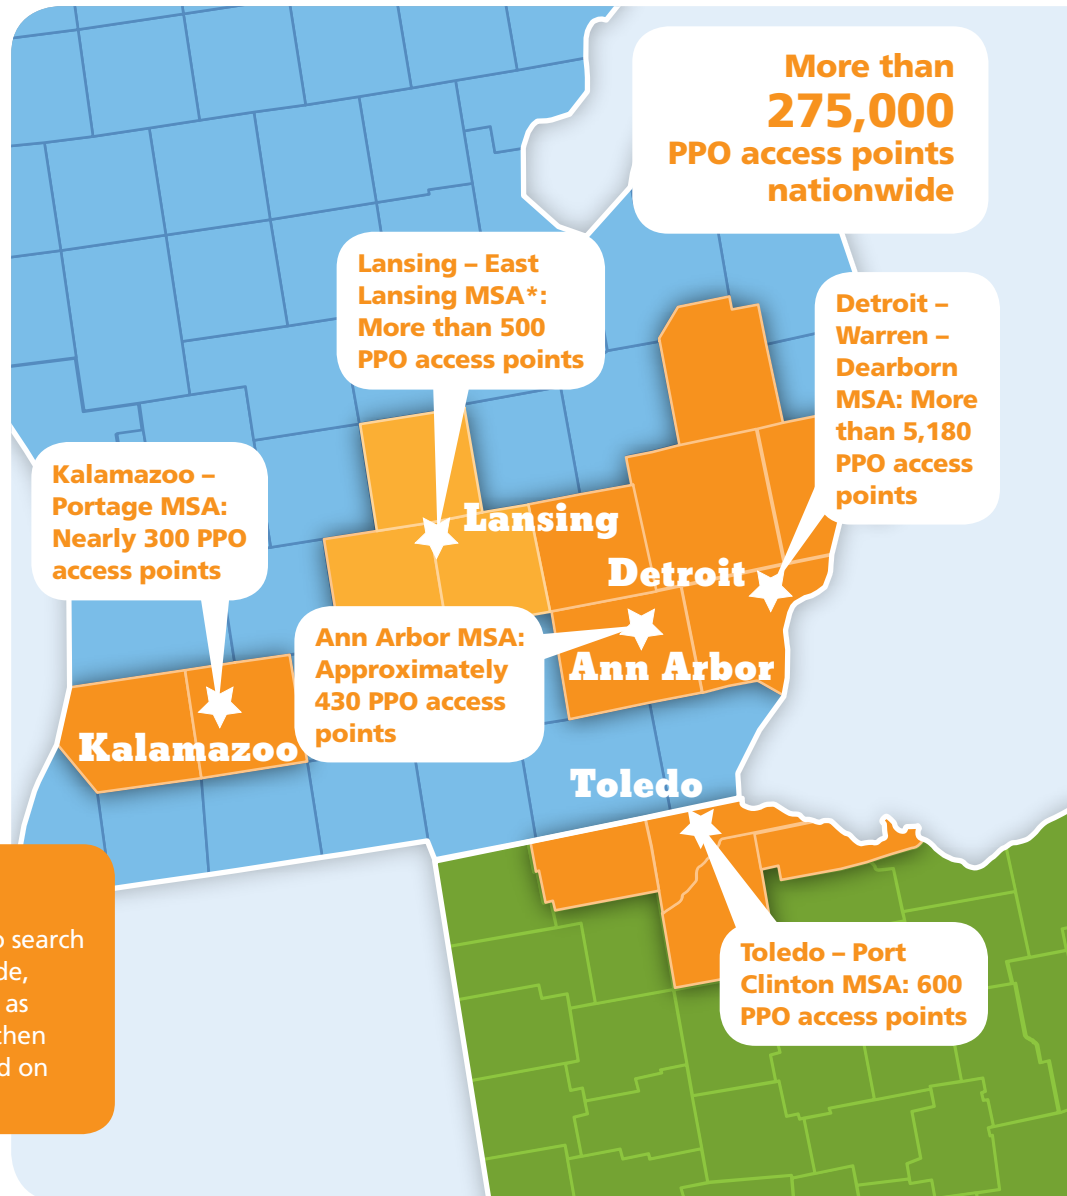 More than
275,000
PPO access points
nationwide
Lansing – East
Lansing MSA*:
More than 500
PPO access points
Detroit –
Warren –
Dearborn
MSA: More
than 5,180
PPO access
points
Kalamazoo –
Portage MSA:
Nearly 300 PPO
access points
Lansing
Detroit
Ann Arbor MSA:
Approximately
430 PPO access
points
Ann Arbor
Kalamazoo
Toledo
search
as
on
Toledo – Port
Clinton MSA: 600
PPO access points